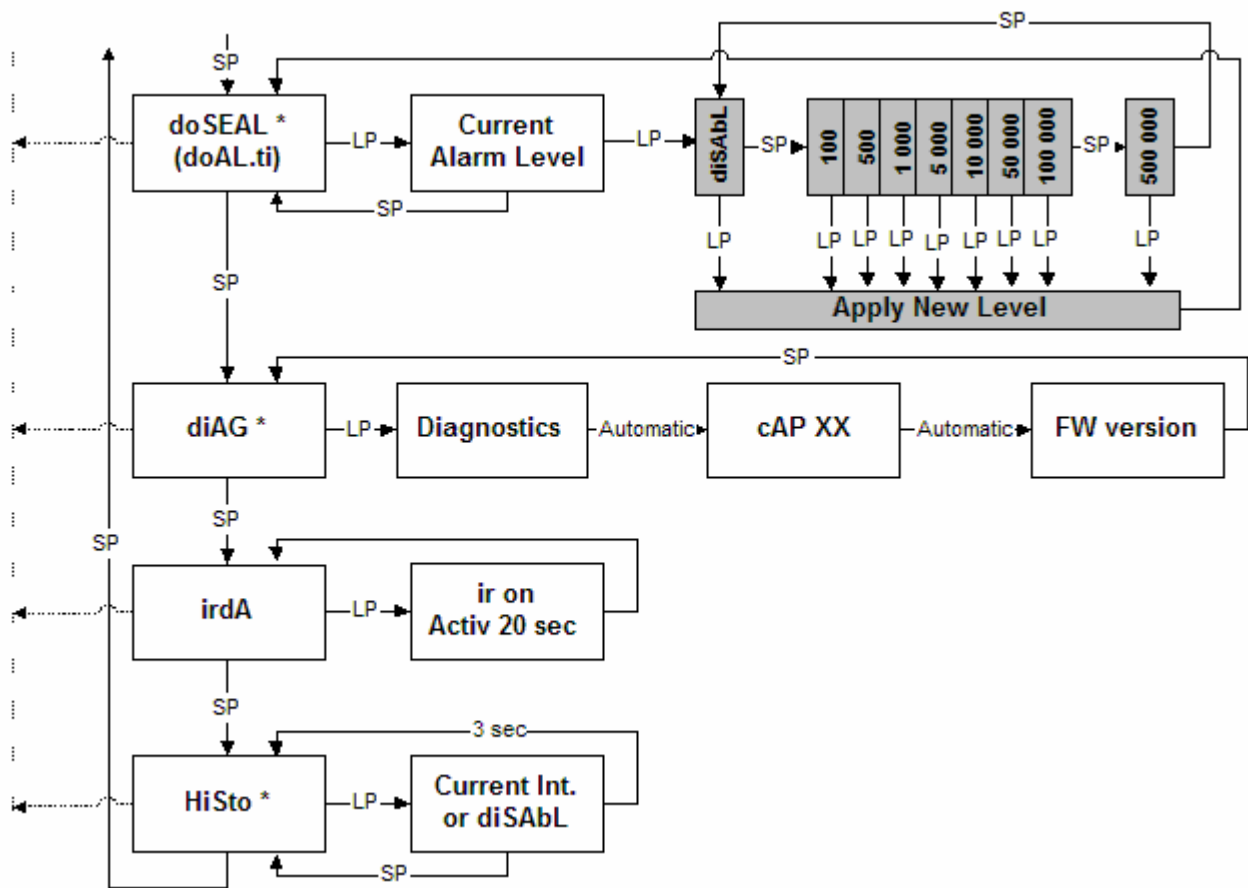 SP
SP
doSEAL *
(doAL.ti)
LP
Current
Alarm Level
LP
diSAbL
SP
100
500
1 000
5 000
10 000
50 000
100 000
SP
500 000
SP
LP
LP
LP
LP
LP
LP
LP
LP
LP
Apply New Level
SP
SP
diAG *
LP
Diagnostics
Automatic
cAP XX
Automatic
FW version
SP
SP
irdA
LP
ir on
Activ 20 sec
SP
3 sec
HiSto *
LP
Current Int.
or diSAbL
SP